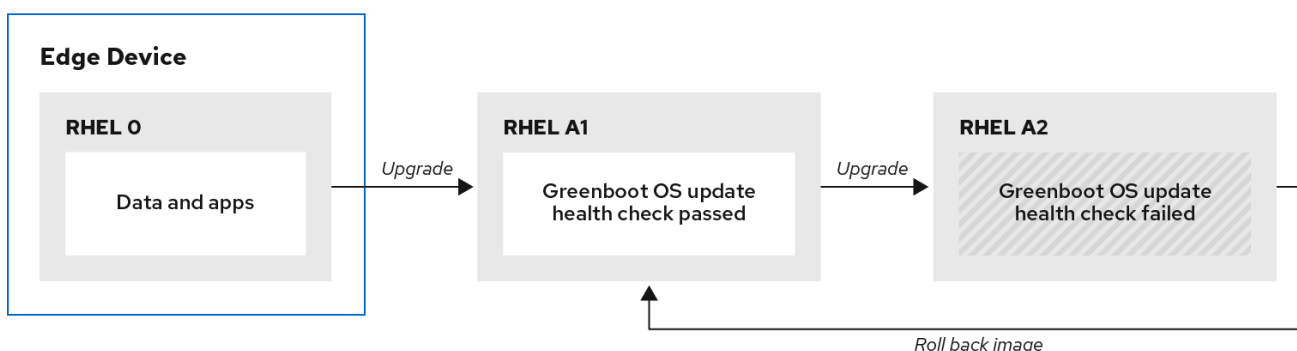 Edge Device
RHEL 0
Data and apps
Upgrade
RHEL A1
Greenboot OS update
health check passed
Upgrade
RHEL A2
Greenboot OS update
health check failed
Roll back image